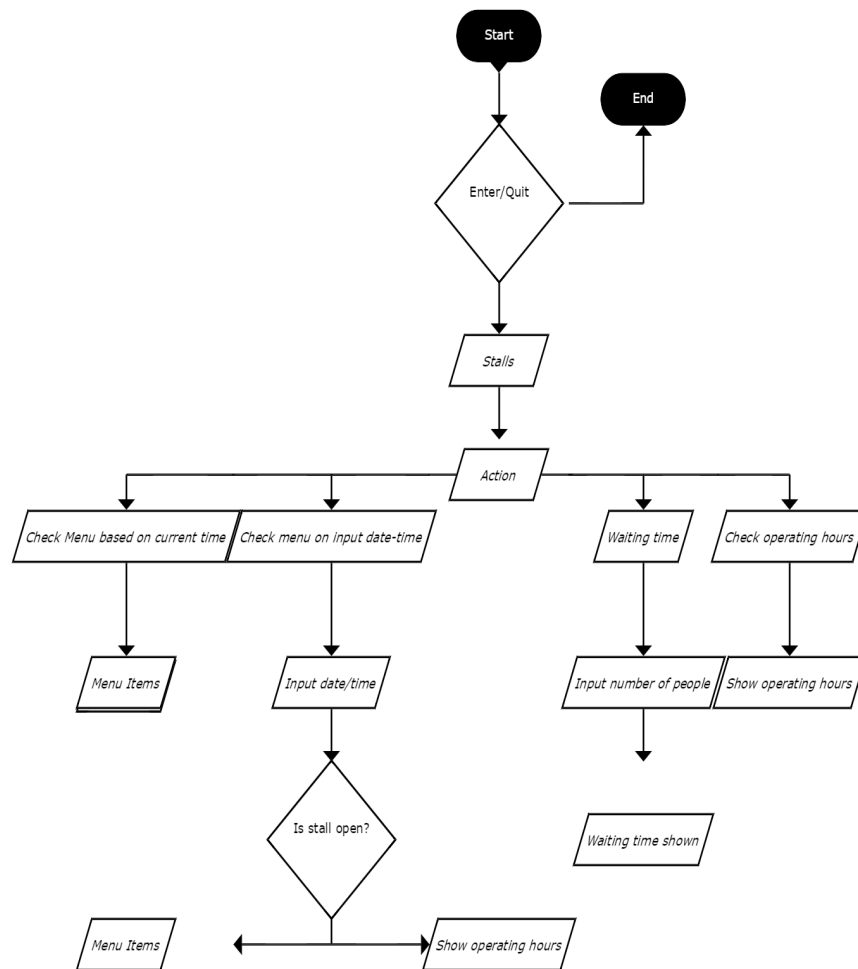 Start
End
Enter/Quit
Stalls
Action
Check Menu based on current time
Check menu on input date-time
Waiting time
Check operating hours
Menu Items
Input date/time
Input number of people
Show operating hours
Is stall open?
Waiting time shown
Menu Items
Show operating hours